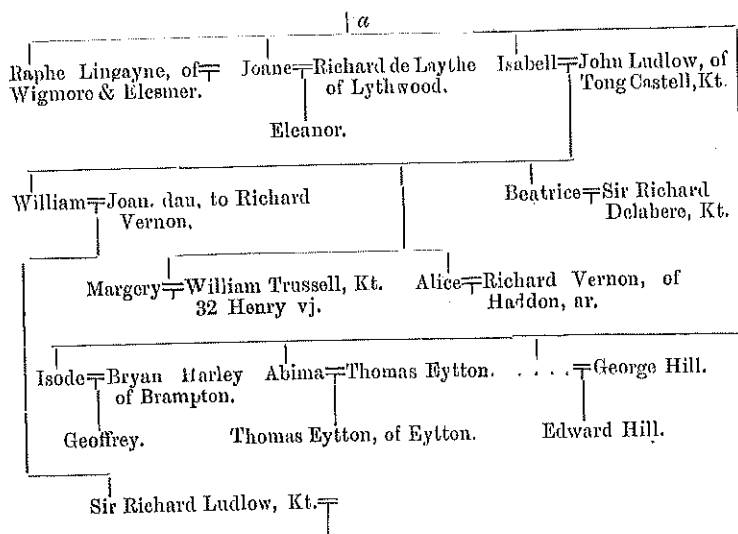 a
Raphe Lingayne, of Joane Richard de Laythe Isabell John Ludlow, of
Wigmore & Elesmer. of Lythwood. Tong Castell, Kt.
Eleanor.
William Joan, dau, to Richard Beatrice Sir Richard
Vernon. Delabere, Kt.
Margery William Trussell, Kt. Alice Richard Vernon, of
32 Henry vj. Haddon, ar.
Isode Bryan Harley Abima Thomas Eytton. . . . . George Hill.
of Brampton.
Geoffrey. Thomas Eytton, of Eytton. Edward Hill.
Sir Richard Ludlow, Kt.